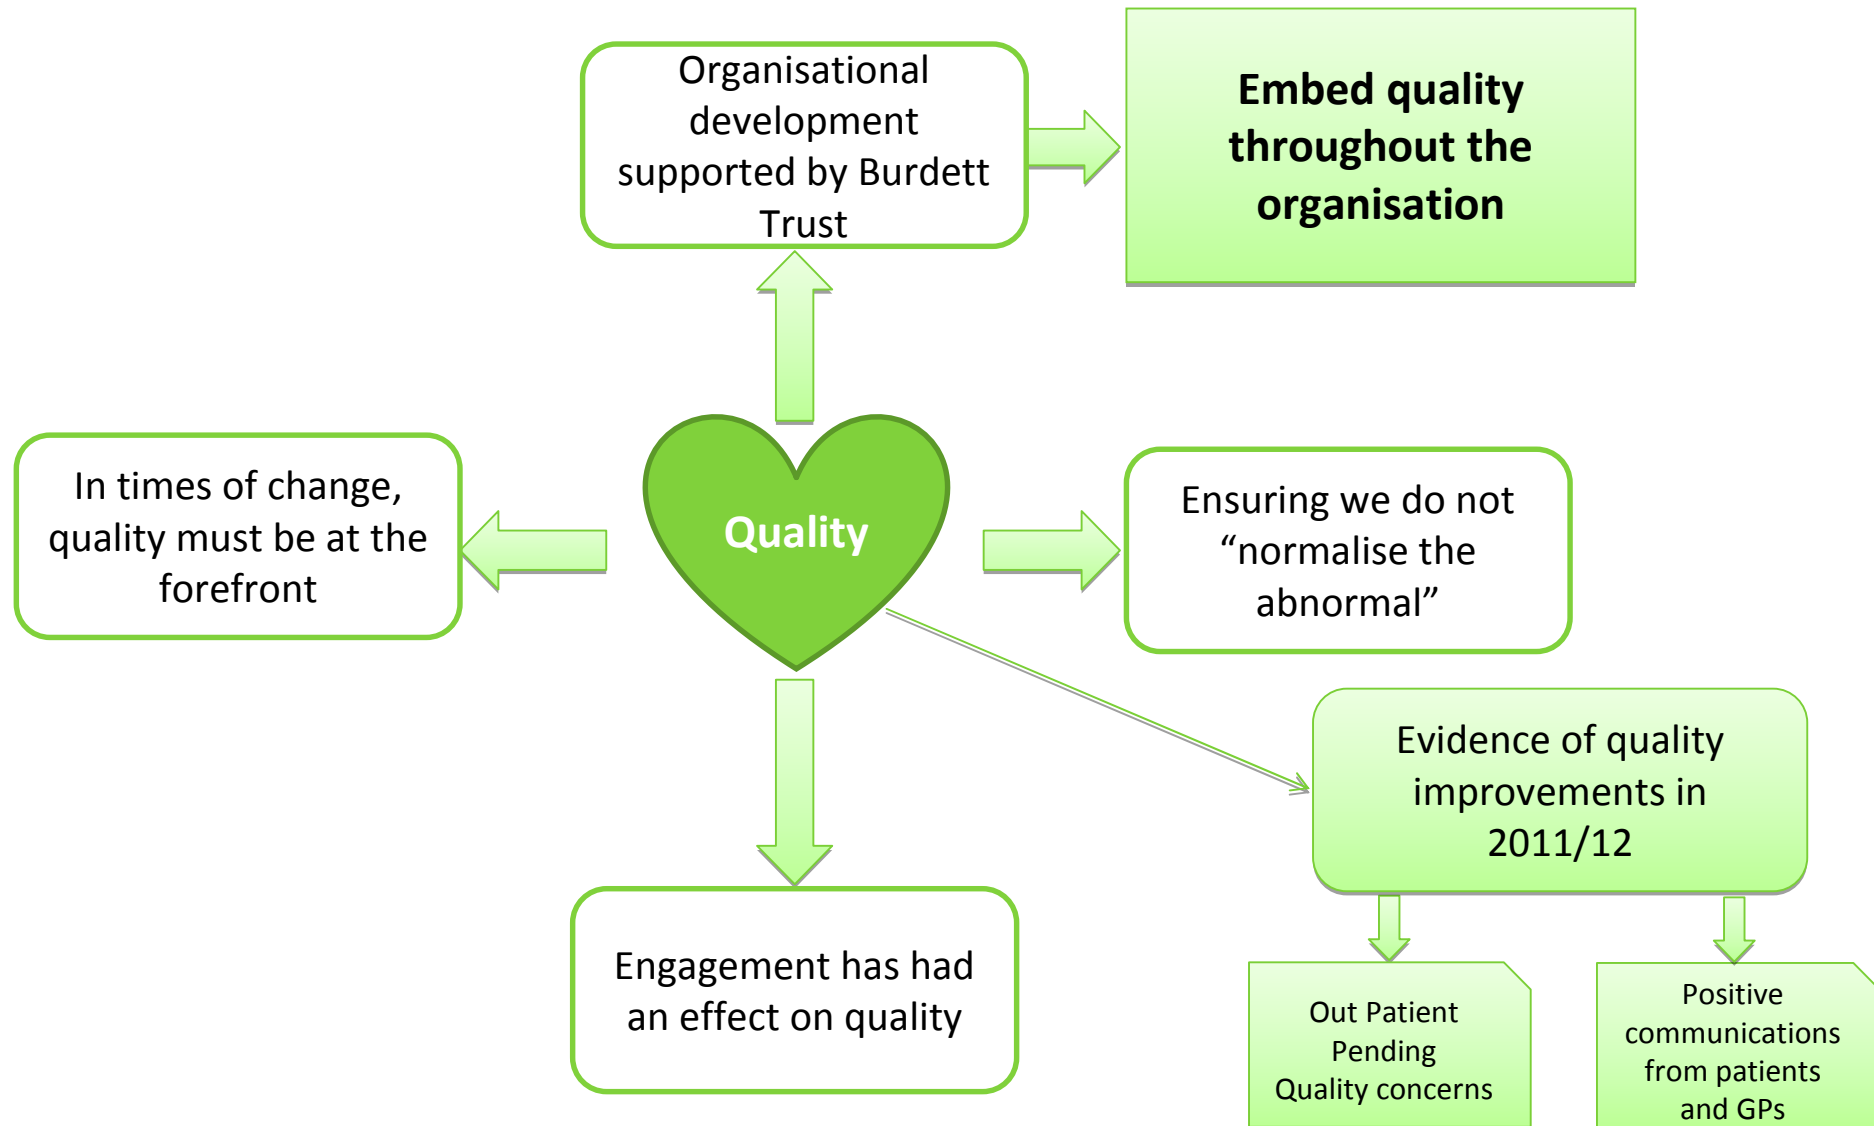 Organisational
development
supported by Burdett
Trust
Embed quality
throughout the
organisation
In times of change,
quality must be at the
forefront
Quality
Ensuring we do not
“normalise the
abnormal”
Evidence of quality
improvements in
2011/12
Engagement has had
an effect on quality
Out Patient
Pending
Quality concerns
Positive
communications
from patients
and GPs